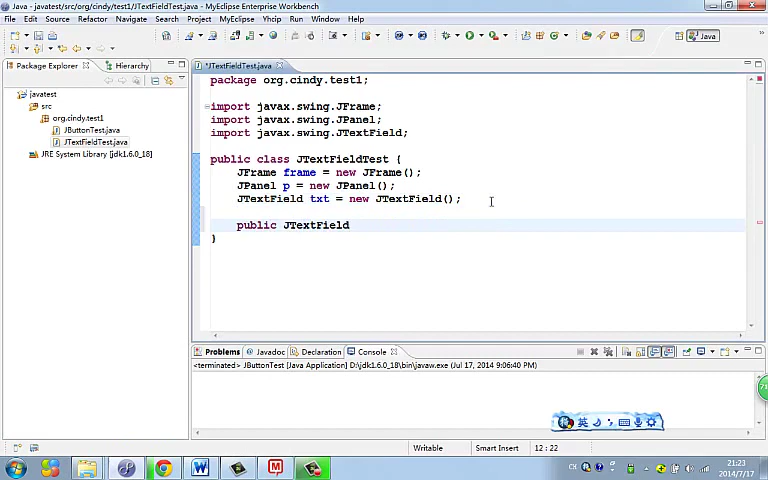 Java - javatest/src/org/cindy/test1/JTextFieldTest.java - MyEclipse Enterprise Workbench
File Edit Source Refactor Navigate Search Project MyEclipse Yhcip Run Window Help
Java
Package Explorer Hierarchy
*JTextFieldTest.java
javatest
src
org.cindy.test1
JButtonTest.java
JTextFieldTest.java
JRE System Library [jdk1.6.0_18]
package org.cindy.test1;
import javax.swing.JFrame;
import javax.swing.JPanel;
import javax.swing.JTextField;
public class JTextFieldTest {
JFrame frame = new JFrame();
JPanel p = new JPanel();
JTextField txt = new JTextField();
public JTextField
}
Problems Javadoc Declaration Console
<terminated> JButtonTest [Java Application] D:\jdk1.6.0_18\bin\javaw.exe (Jul 17, 2014 9:06:40 PM)
71
英
Writable Smart Insert 12 : 22
CH
21:23
2014/7/17